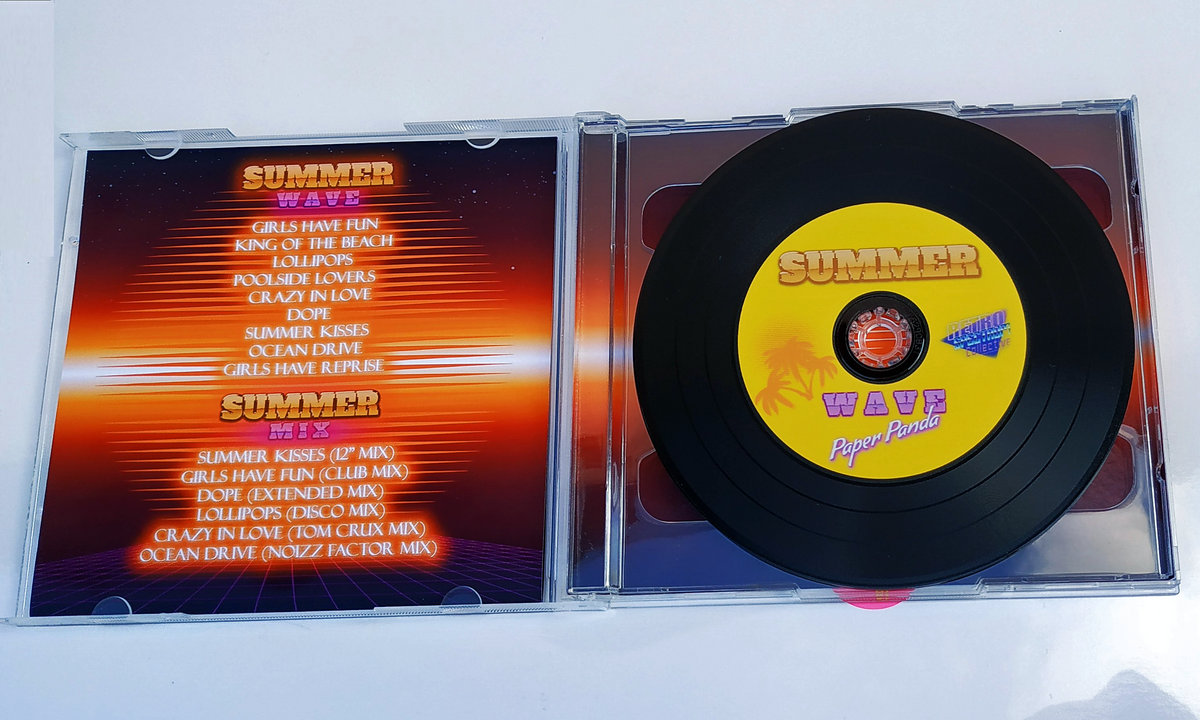 SUMMER
WAVE
GIRLS HAVE FUN
KING OF THE BEACH
LOLLIPOPS
POOLSIDE LOVERS
CRAZY IN LOVE
DOPE
SUMMER KISSES
OCEAN DRIVE
GIRLS HAVE REPRISE
SUMMER
MIX
SUMMER KISSES (12" MIX)
GIRLS HAVE FUN (CLUB MIX)
DOPE (EXTENDED MIX)
LOLLIPOPS (DISCO MIX)
CRAZY IN LOVE (TOM CRUX MIX)
OCEAN DRIVE (NOIZZ FACTOR MIX)
SUMMER
COLLECTIVE
WAVE
Paper Panda